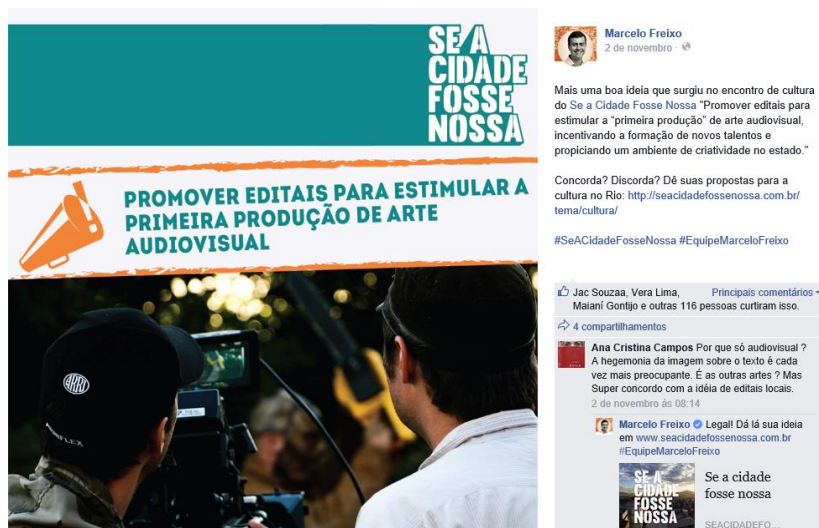 SE A
CIDADE
FOSSE
NOSSA
PROMOVER EDITAIS PARA ESTIMULAR A
PRIMEIRA PRODUÇÃO DE ARTE
AUDIOVISUAL
ARRI
ARRIFLEX
Marcelo Freixo
2 de novembro ·
Mais uma boa ideia que surgiu no encontro de cultura
do Se a Cidade Fosse Nossa "Promover editais para
estimular a "primeira produção" de arte audiovisual,
incentivando a formação de novos talentos e
propiciando um ambiente de criatividade no estado."
Concorda? Discorda? Dê suas propostas para a
cultura no Rio: http://seacidadefossenossa.com.br/
tema/cultura/
#SeACidadeFosseNossa #EquipeMarceloFreixo
Jac Souzaa, Vera Lima, Principais comentários
Maianí Gontijo e outras 116 pessoas curtiram isso.
4 compartilhamentos
Ana Cristina Campos Por que só audiovisual ?
A hegemonia da imagem sobre o texto é cada
vez mais preocupante. É as outras artes ? Mas
Super concordo com a idéia de editais locais.
2 de novembro às 08:14
Marcelo Freixo Legal! Dá lá sua ideia
em www.seacidadefossenossa.com.br
#EquipeMarceloFreixo
SE A
CIDADE
FOSSE
NOSSA
Se a cidade
fosse nossa
SEACIDADEFO...